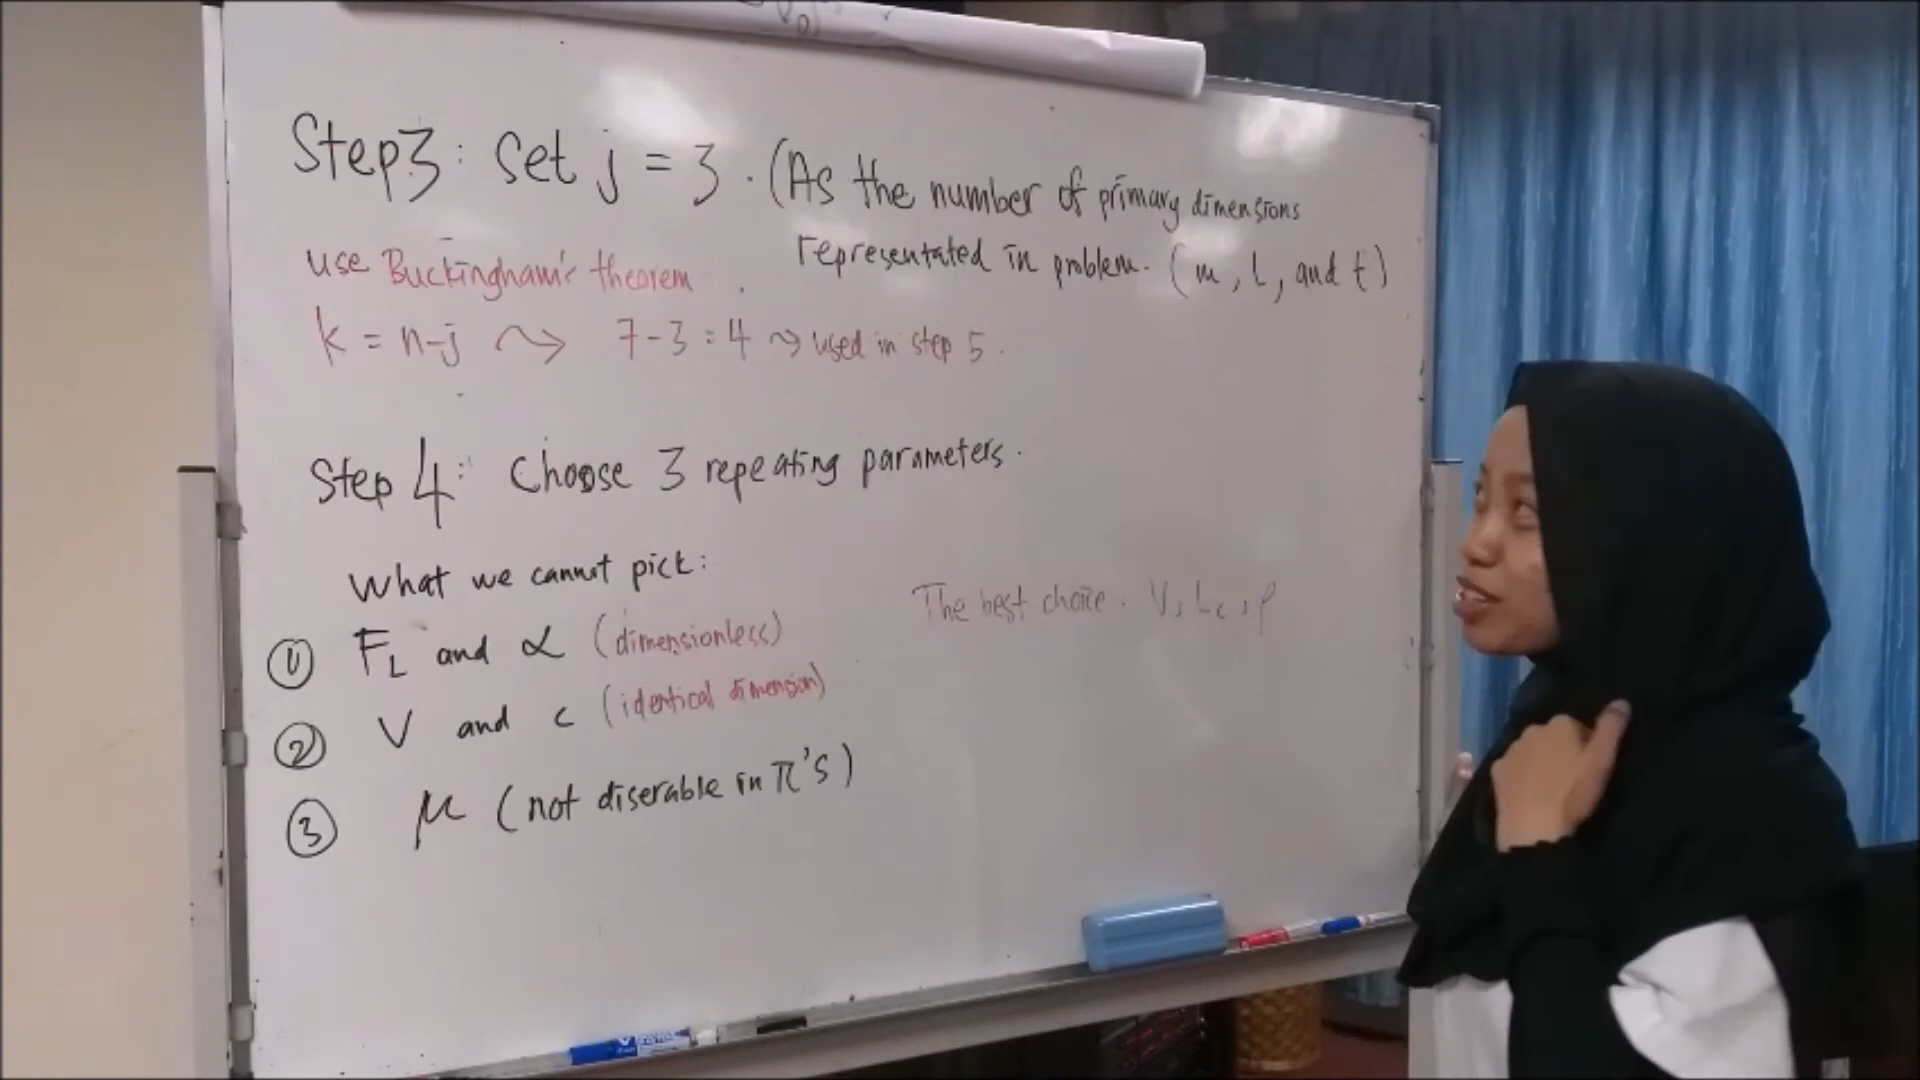 Step3: Set j = 3. (As the number of primary dimensions
representated in problem. (m, L, and t)
use Buckingham's theorem.
k = n-j ⤳ 7-3 = 4 ⤳ used in step 5.
Step 4: Choose 3 repeating parameters.
What we cannot pick:
① FL and α (dimensionless)
② V and c (identical dimension)
③ μ (not diserable in π's)
The best choice. V, Lc, ρ